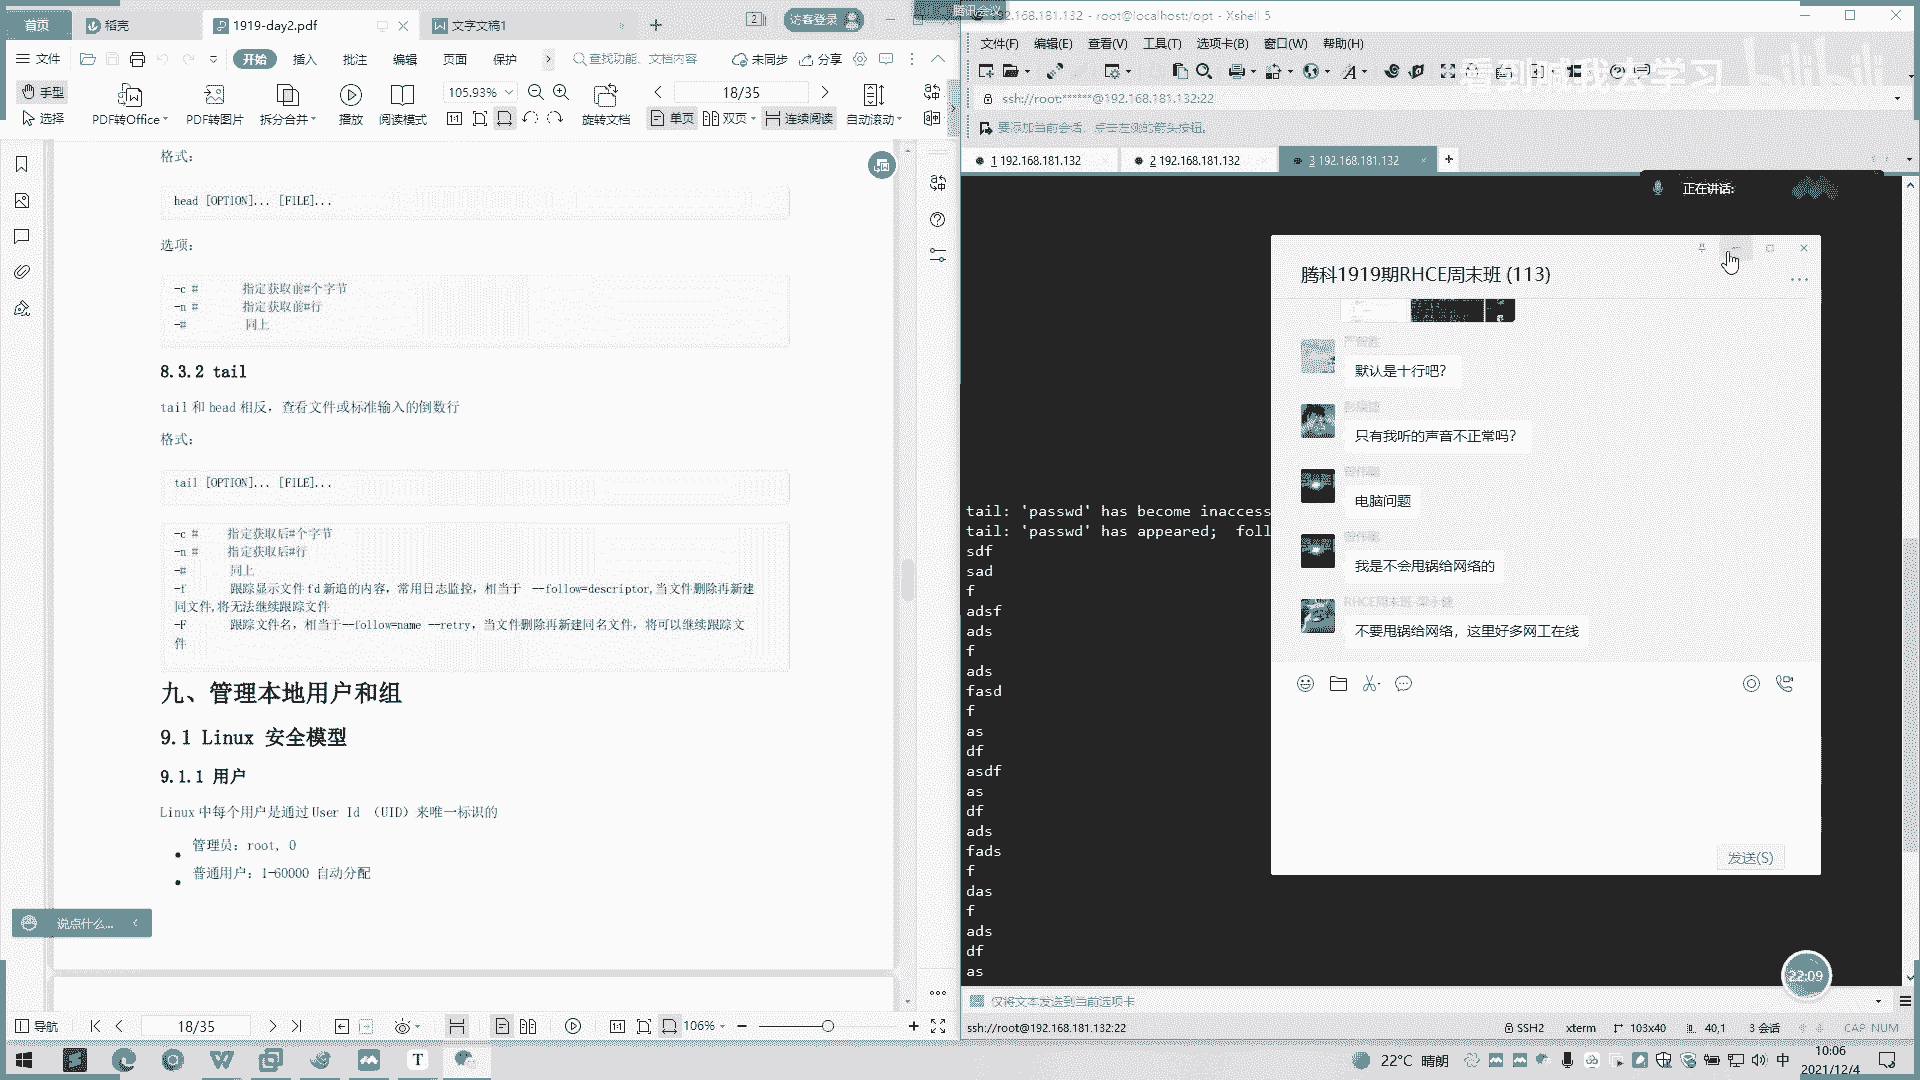 首页
稻壳
1919-day2.pdf
文字文稿1
2
访客登录
文件
开始
插入
批注
编辑
页面
保护
查找功能、文档内容
未同步
分享
手型
选择
PDF转Office
PDF转图片
拆分合并
播放
阅读模式
105.93%
旋转文档
18/35
单页
双页
连续阅读
自动滚动
格式：
head [OPTION]... [FILE]...
选项：
-c # 指定获取前#个字节
-n # 指定获取前#行
-# 同上
8.3.2 tail
tail 和 head 相反，查看文件或标准输入的倒数行
格式：
tail [OPTION]... [FILE]...
-c # 指定获取后#个字节
-n # 指定获取后#行
-# 同上
-f 跟踪显示文件fd新追的内容，常用日志监控，相当于 --follow=descriptor,当文件删除再新建
同文件,将无法继续跟踪文件
-F 跟踪文件名，相当于--follow=name --retry，当文件删除再新建同名文件，将可以继续跟踪文
件
九、管理本地用户和组
9.1 Linux 安全模型
9.1.1 用户
Linux 中每个用户是通过 User Id （UID）来唯一标识的
管理员：root, 0
普通用户：1-60000 自动分配
说点什么...
导航
18/35
106%
腾讯会议
192.168.181.132 - root@localhost:/opt - Xshell 5
文件(F) 编辑(E) 查看(V) 工具(T) 选项卡(B) 窗口(W) 帮助(H)
看到喊我去学习
bilibili
ssh://root:******@192.168.181.132:22
要添加当前会话，点击左侧的箭头按钮。
1 192.168.181.132
2 192.168.181.132
3 192.168.181.132
正在讲话:
tail: 'passwd' has become inaccess
tail: 'passwd' has appeared;  foll
sdf
sad
f
adsf
ads
f
ads
fasd
f
as
df
asdf
as
df
ads
fads
f
das
f
ads
df
as
腾科1919期RHCE周末班 (113)
默认是十行吧?
只有我听的声音不正常吗?
电脑问题
我是不会甩锅给网络的
不要甩锅给网络，这里好多网工在线
发送(S)
22:09
仅将文本发送到当前选项卡
ssh://root@192.168.181.132:22
SSH2
xterm
103x40
40,1
3 会话
CAP NUM
22°C 晴朗
中
10:06
2021/12/4